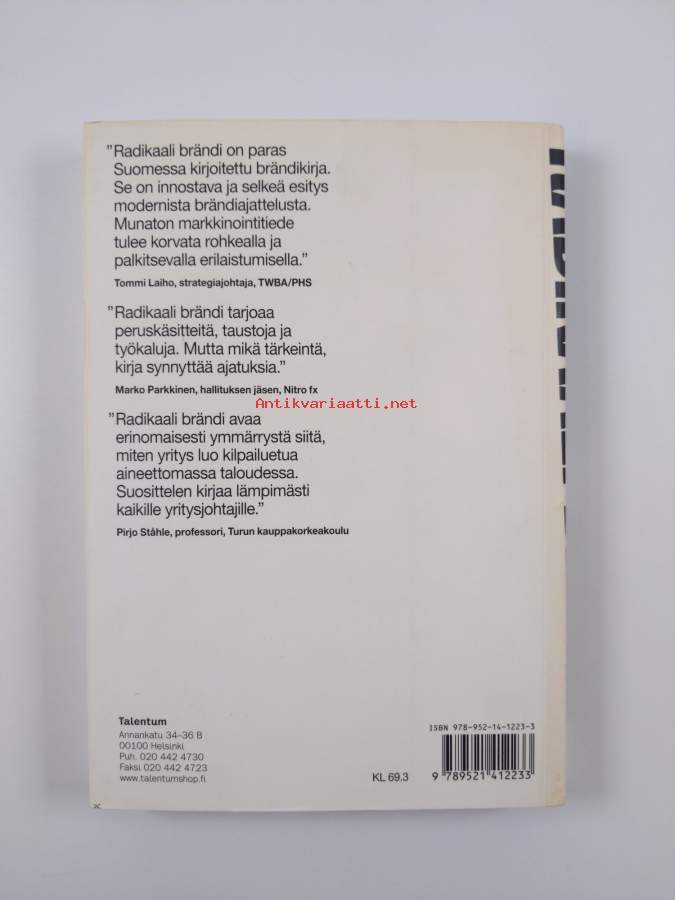 ”Radikaali brändi on paras
Suomessa kirjoitettu brändikirja.
Se on innostava ja selkeä esitys
modernista brändiajattelusta.
Munaton markkinointitiede
tulee korvata rohkealla ja
palkitsevalla erilaistumisella.”
Tommi Laiho, strategiajohtaja, TWBA/PHS
”Radikaali brändi tarjoaa
peruskäsitteitä, taustoja ja
työkaluja. Mutta mikä tärkeintä,
kirja synnyttää ajatuksia.”
Marko Parkkinen, hallituksen jäsen, Nitro fx
Antikvariaatti.net
”Radikaali brändi avaa
erinomaisesti ymmärrystä siitä,
miten yritys luo kilpailuetua
aineettomassa taloudessa.
Suosittelen kirjaa lämpimästi
kaikille yritysjohtajille.”
Pirjo Ståhle, professori, Turun kauppakorkeakoulu
Talentum
Annankatu 34–36 B
00100 Helsinki
Puh. 020 442 4730
Faksi 020 442 4723
www.talentumshop.fi
KL 69.3
ISBN 978-952-14-1223-3
9 789521 412233